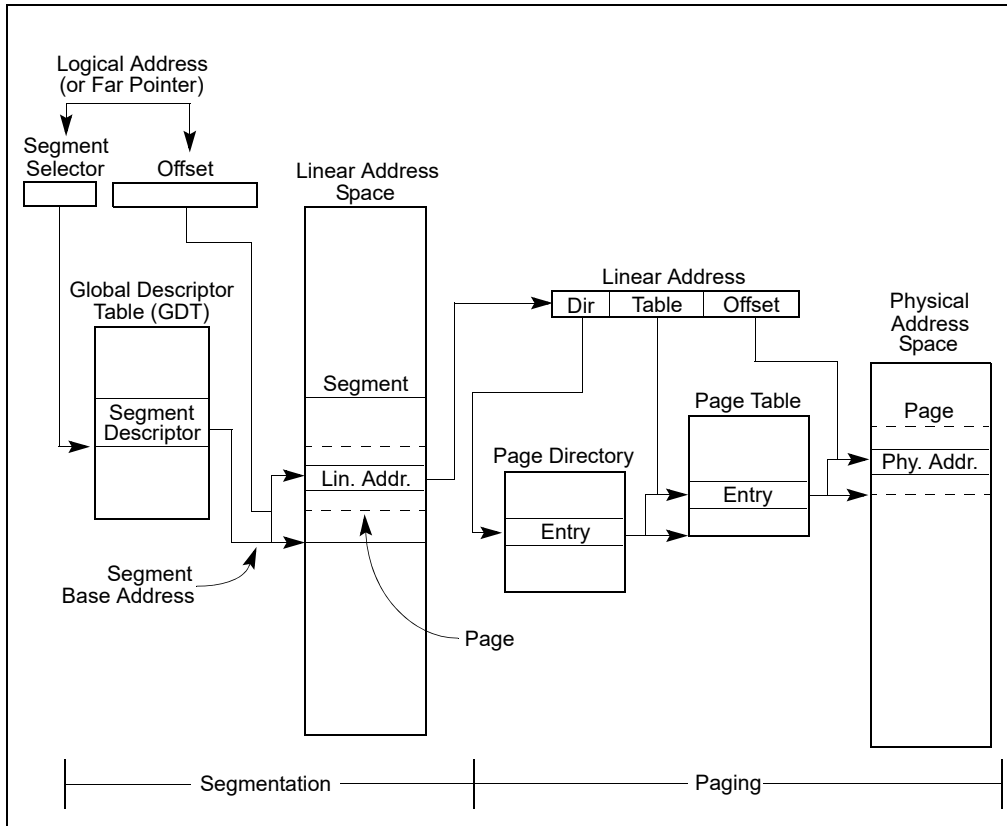 Logical Address
(or Far Pointer)
Segment
Selector
Offset
Linear Address
Space
Global Descriptor
Table (GDT)
Segment
Descriptor
Segment
Lin. Addr.
Segment
Base Address
Page
Linear Address
Dir
Table
Offset
Page Directory
Entry
Page Table
Entry
Physical
Address
Space
Page
Phy. Addr.
Segmentation
Paging